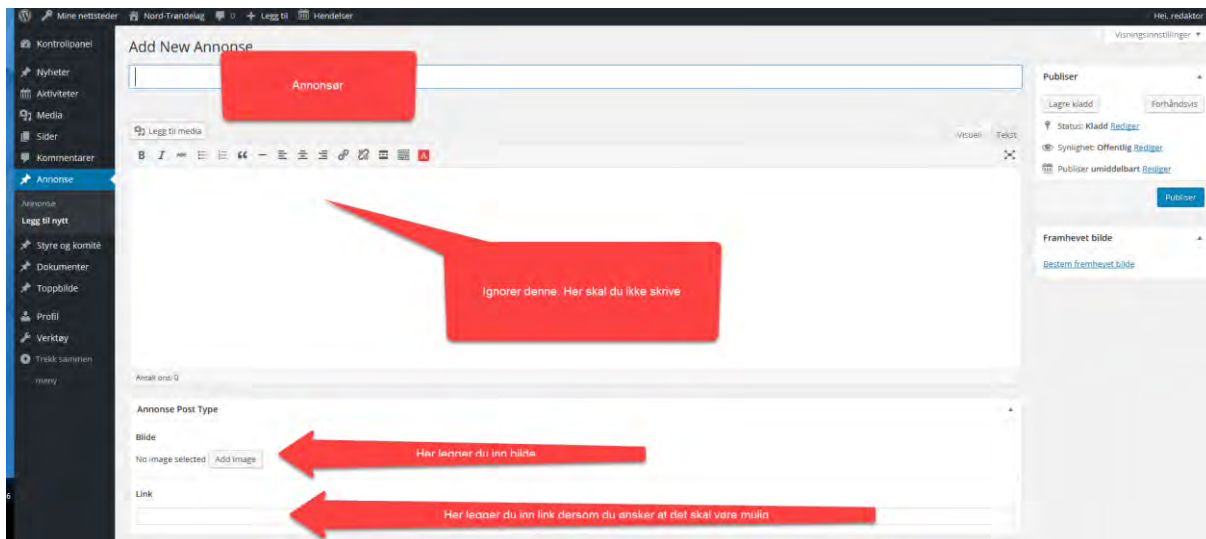 Mine nettsteder Nord-Trøndelag 0 + Legg til Hendelser Hei, redaktør
Visningsinnstillinger
Kontrollpanel
Nyheter
Aktiviteter
Media
Sider
Kommentarer
Annonse
Annonse
Legg til nytt
Styre og komité
Dokumenter
Toppbilde
Profil
Verktøy
Trekk sammen
meny
Add New Annonse
Annonsør
Legg til media
Visuell Tekst
B I ABC
Ignorer denne. Her skal du ikke skrive
Antall ord: 0
Annonse Post Type
Bilde
No image selected Add Image
Her legger du inn bilde
Link
Her legger du inn link dersom du ønsker at det skal være mulig
Publiser
Lagre kladd Forhåndsvis
Status: Kladd Rediger
Synlighet: Offentlig Rediger
Publiser umiddelbart Rediger
Publiser
Framhevet bilde
Bestem fremhevet bilde
6